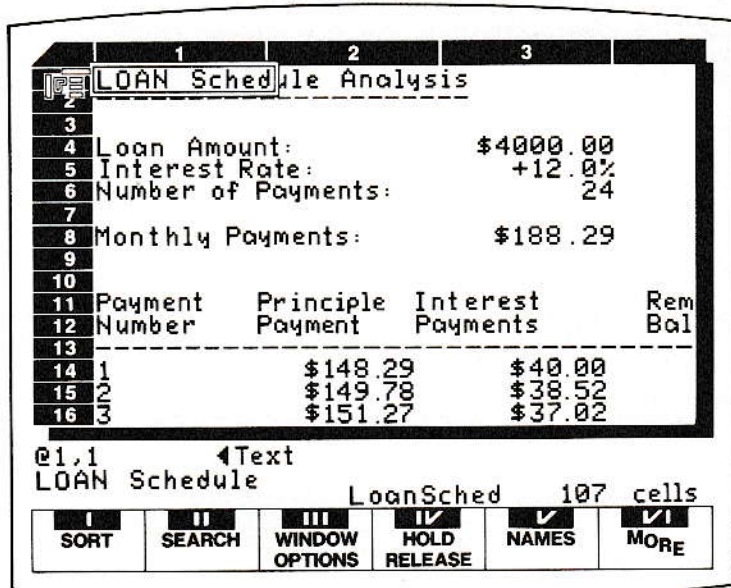 1 2 3
LOAN Schedule Analysis
2
3
4 Loan Amount: $4000.00
5 Interest Rate: +12.0%
6 Number of Payments: 24
7
8 Monthly Payments: $188.29
9
10
11 Payment Principle Interest Rem
12 Number Payment Payments Bal
13
14 1 $148.29 $40.00
15 2 $149.78 $38.52
16 3 $151.27 $37.02
@1,1 ◀Text
LOAN Schedule
LoanSched 107 cells
I II III IV V VI
SORT SEARCH WINDOW OPTIONS HOLD RELEASE NAMES MORE